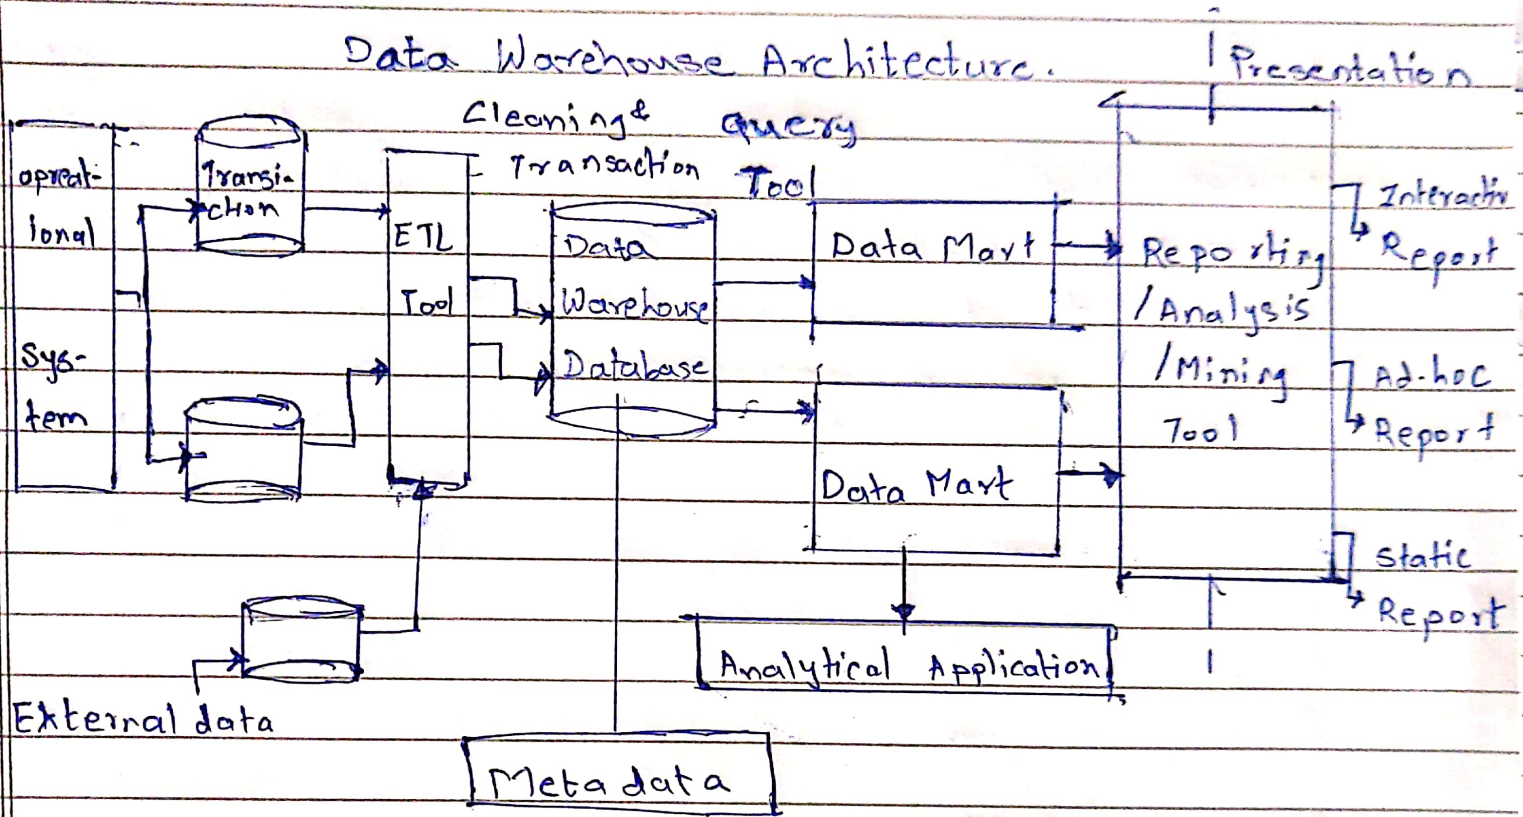 Data Warehouse Architecture.
Presentation
Cleaning &
Transaction
query
Tool
opreat-
ional
Sys-
tem
Transi-
ction
ETL
Tool
Data
Warehouse
Database
Data Mart
Data Mart
Reporting
/Analysis
/Mining
Tool
Interactiv
Report
Ad-hoc
Report
Static
Report
Analytical Application
External data
Meta data